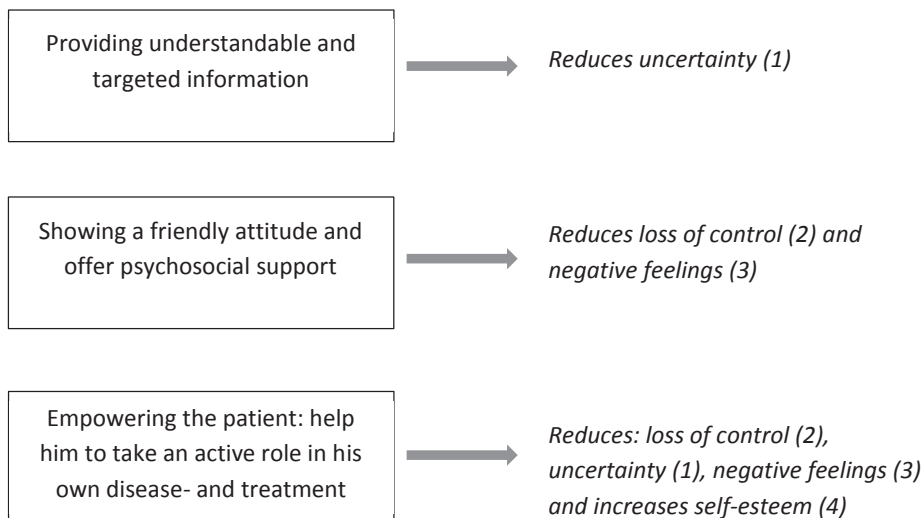 Providing understandable and
targeted information
Reduces uncertainty (1)
Showing a friendly attitude and
offer psychosocial support
Reduces loss of control (2) and
negative feelings (3)
Empowering the patient: help
him to take an active role in his
own disease- and treatment
Reduces: loss of control (2),
uncertainty (1), negative feelings (3)
and increases self-esteem (4)